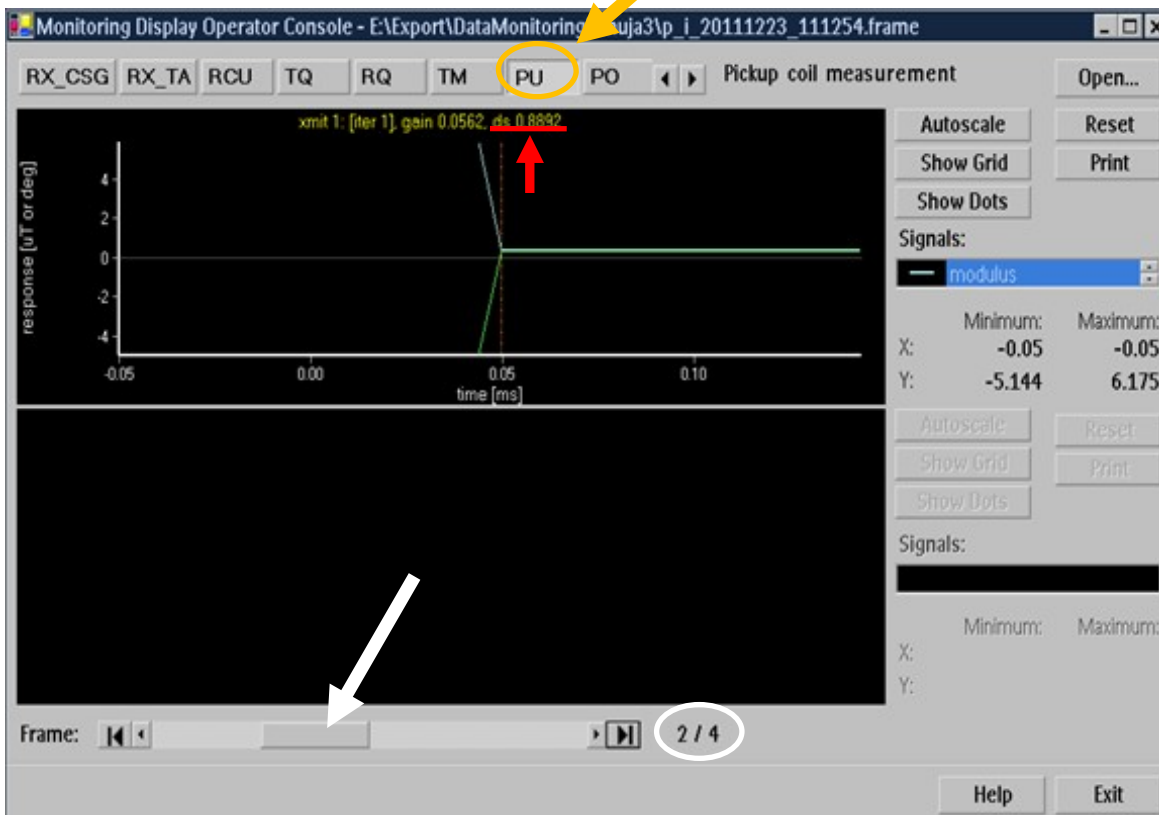 Monitoring Display Operator Console - E:\Export\DataMonitoring uja3\p_i_20111223_111254.frame
RX_CSG RX_TA RCU TQ RQ TM PU PO Pickup coil measurement Open...
xmit 1: [iter 1], gain 0.0562, ds 0.8892
response [uT or deg]
4
2
0
-2
-4
-0.05 0.00 0.05 0.10
time [ms]
Autoscale Reset
Show Grid Print
Show Dots
Signals:
modulus
Minimum: Maximum:
X: -0.05 -0.05
Y: -5.144 6.175
Autoscale Reset
Show Grid Print
Show Dots
Signals:
Minimum: Maximum:
X:
Y:
Frame: 2 / 4
Help Exit